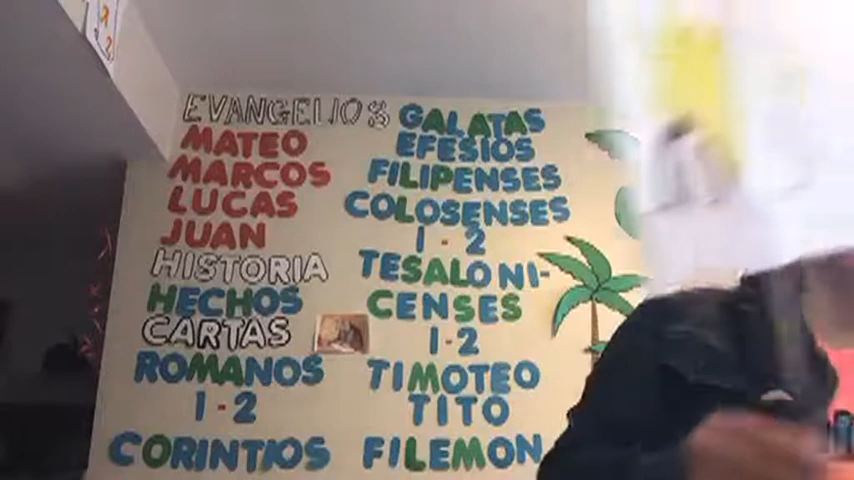 EVANGELIOS
MATEO
MARCOS
LUCAS
JUAN
HISTORIA
HECHOS
CARTAS
ROMANOS
1-2
CORINTIOS
GALATAS
EFESIOS
FILIPENSES
COLOSENSES
1-2
TESALONI-
CENSES
1-2
TIMOTEO
TITO
FILEMON